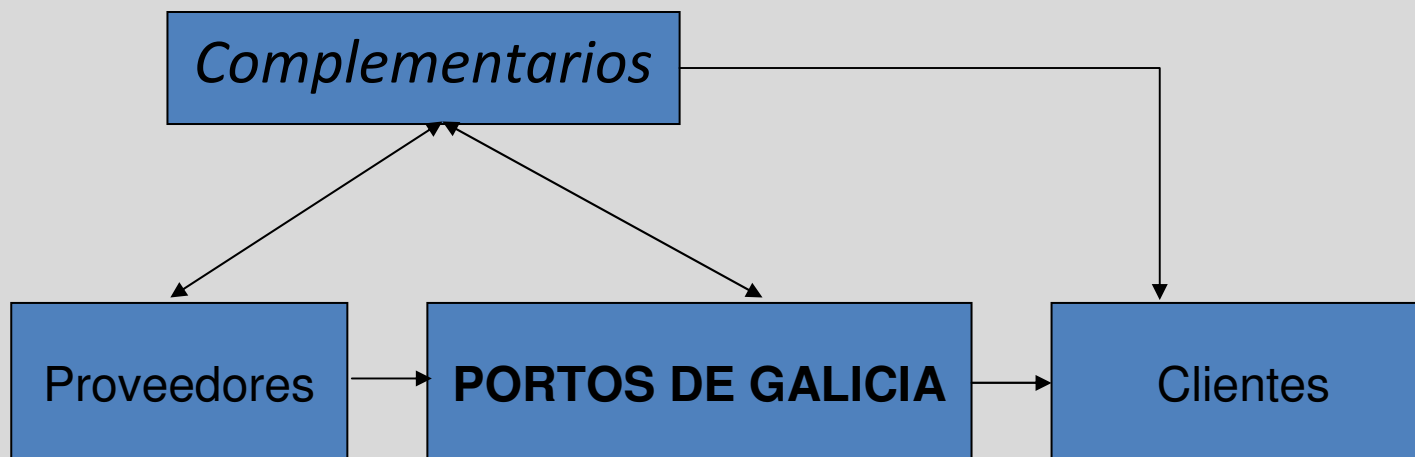 Complementarios
Proveedores
PORTOS DE GALICIA
Clientes